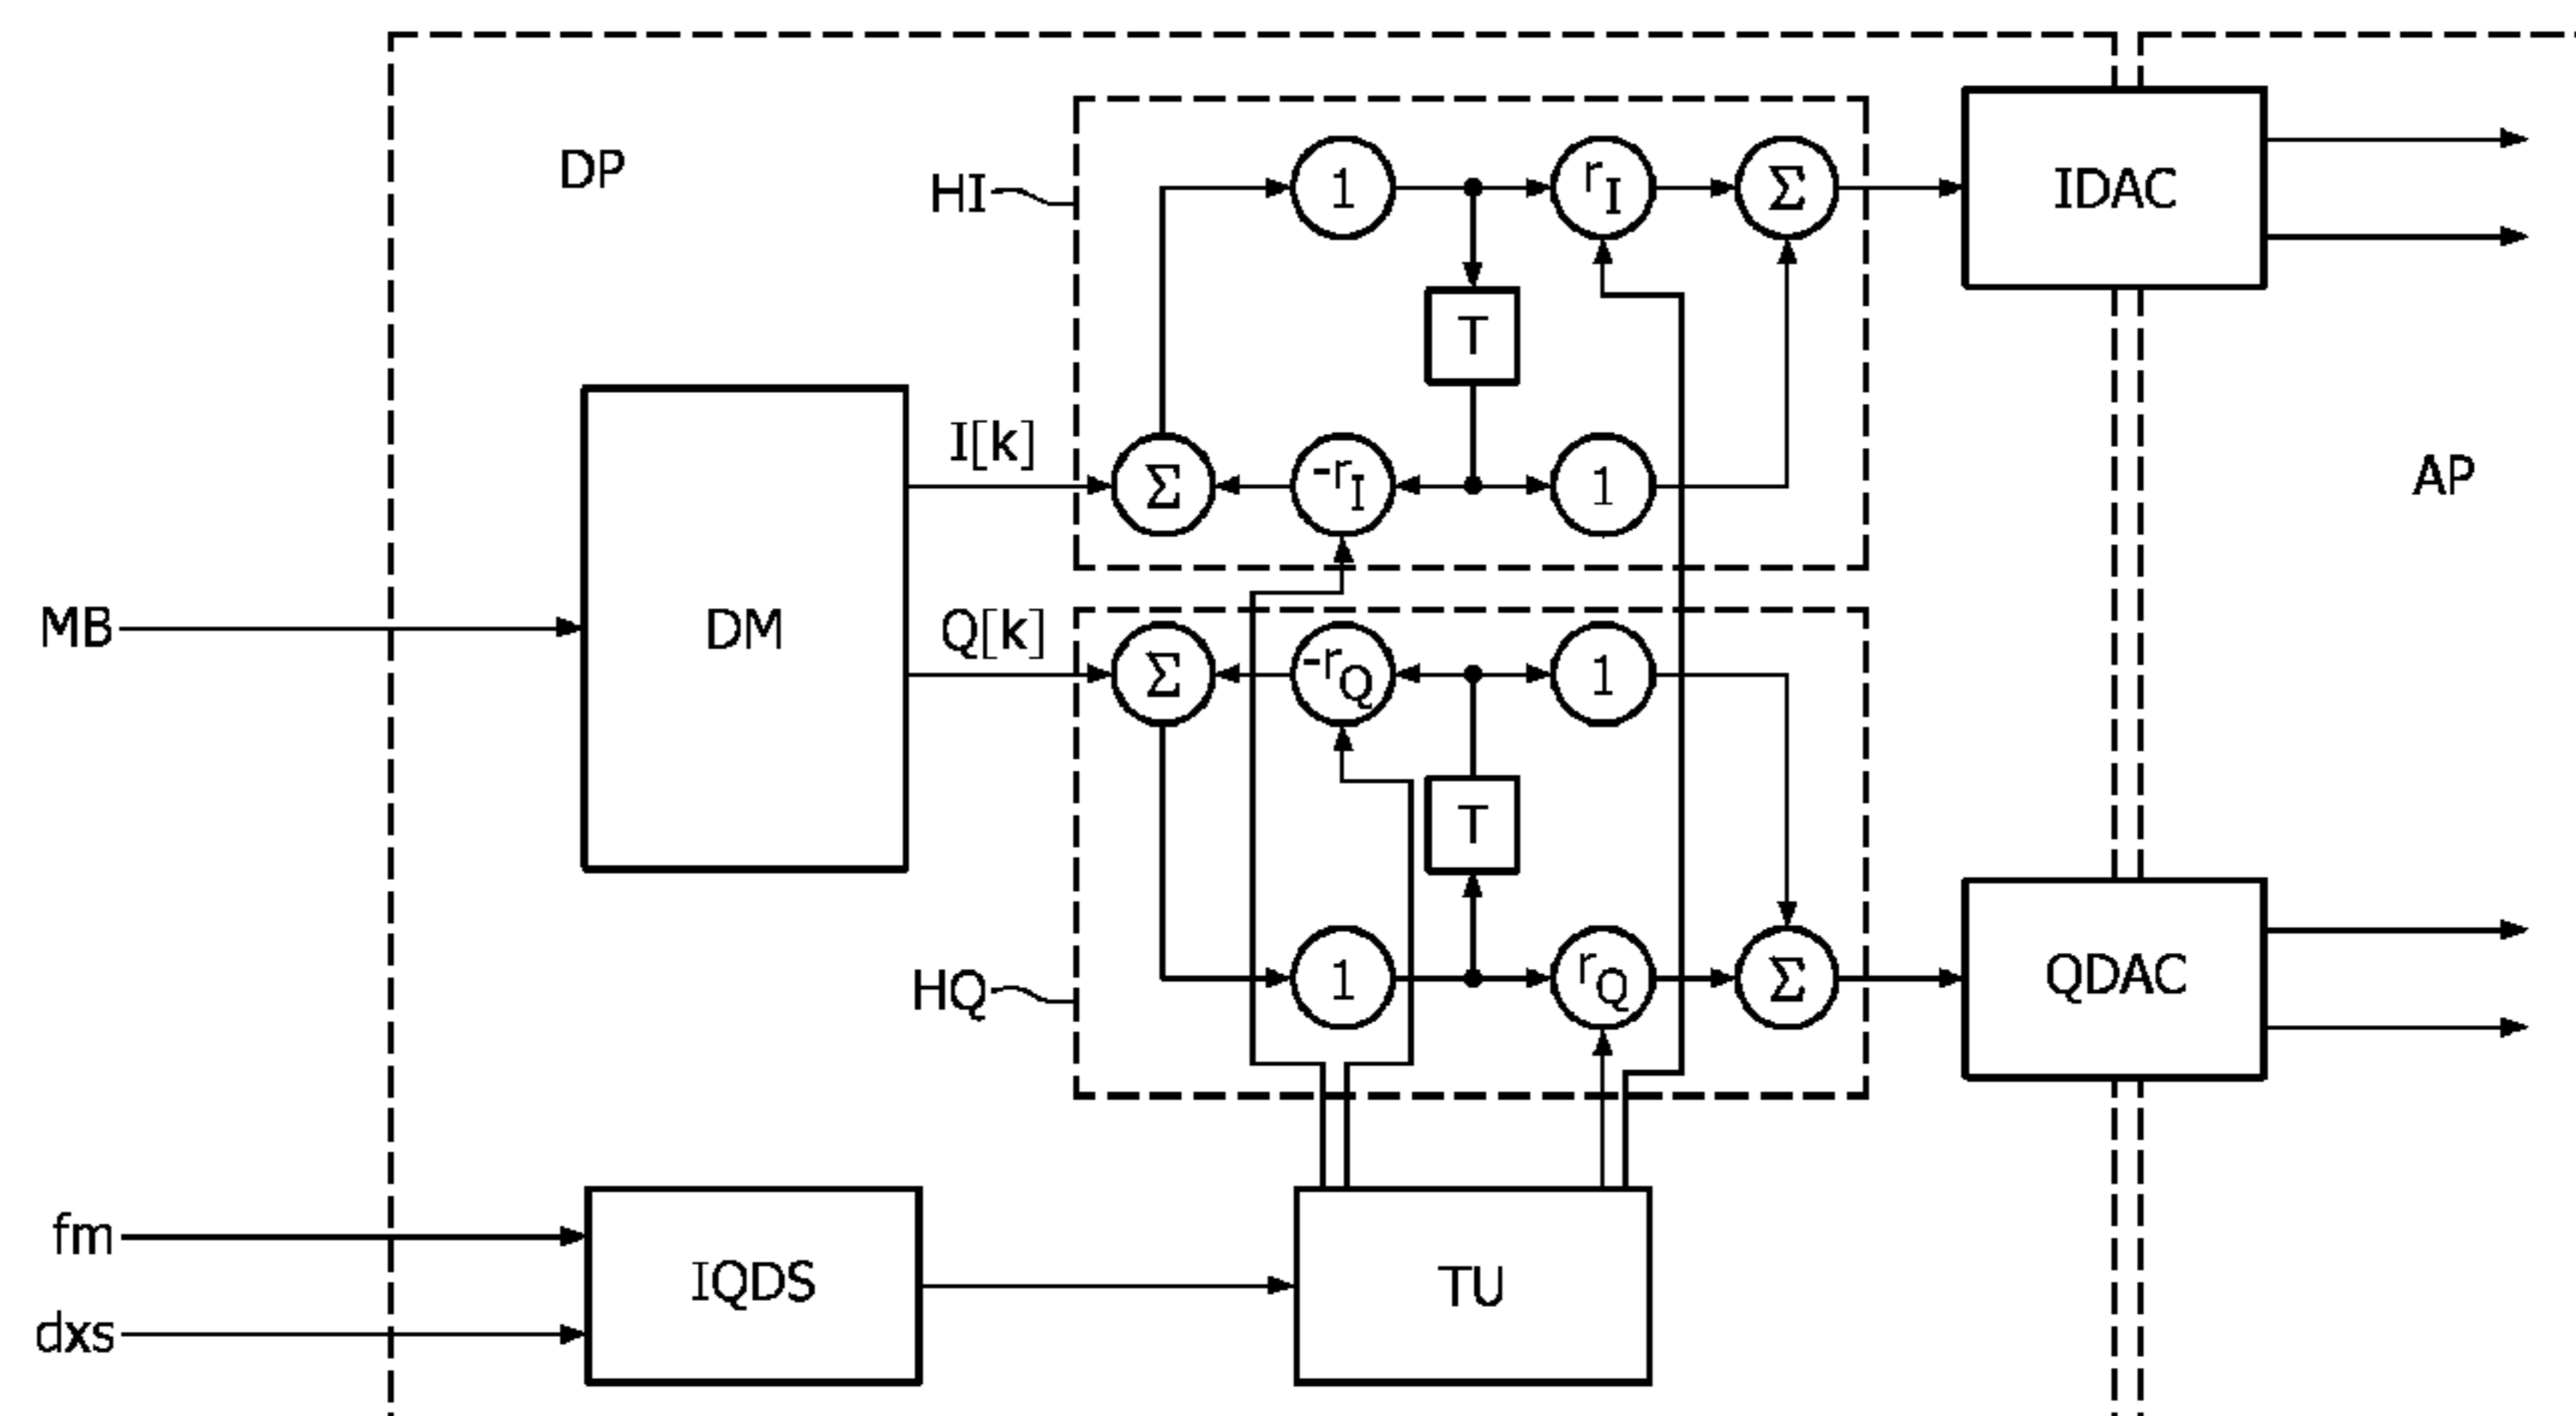 DP
HI
1
rI
Σ
IDAC
T
I[k]
Σ
-rI
1
AP
MB
DM
Q[k]
Σ
-rQ
1
T
HQ
1
rQ
Σ
QDAC
fm
IQDS
TU
dxs